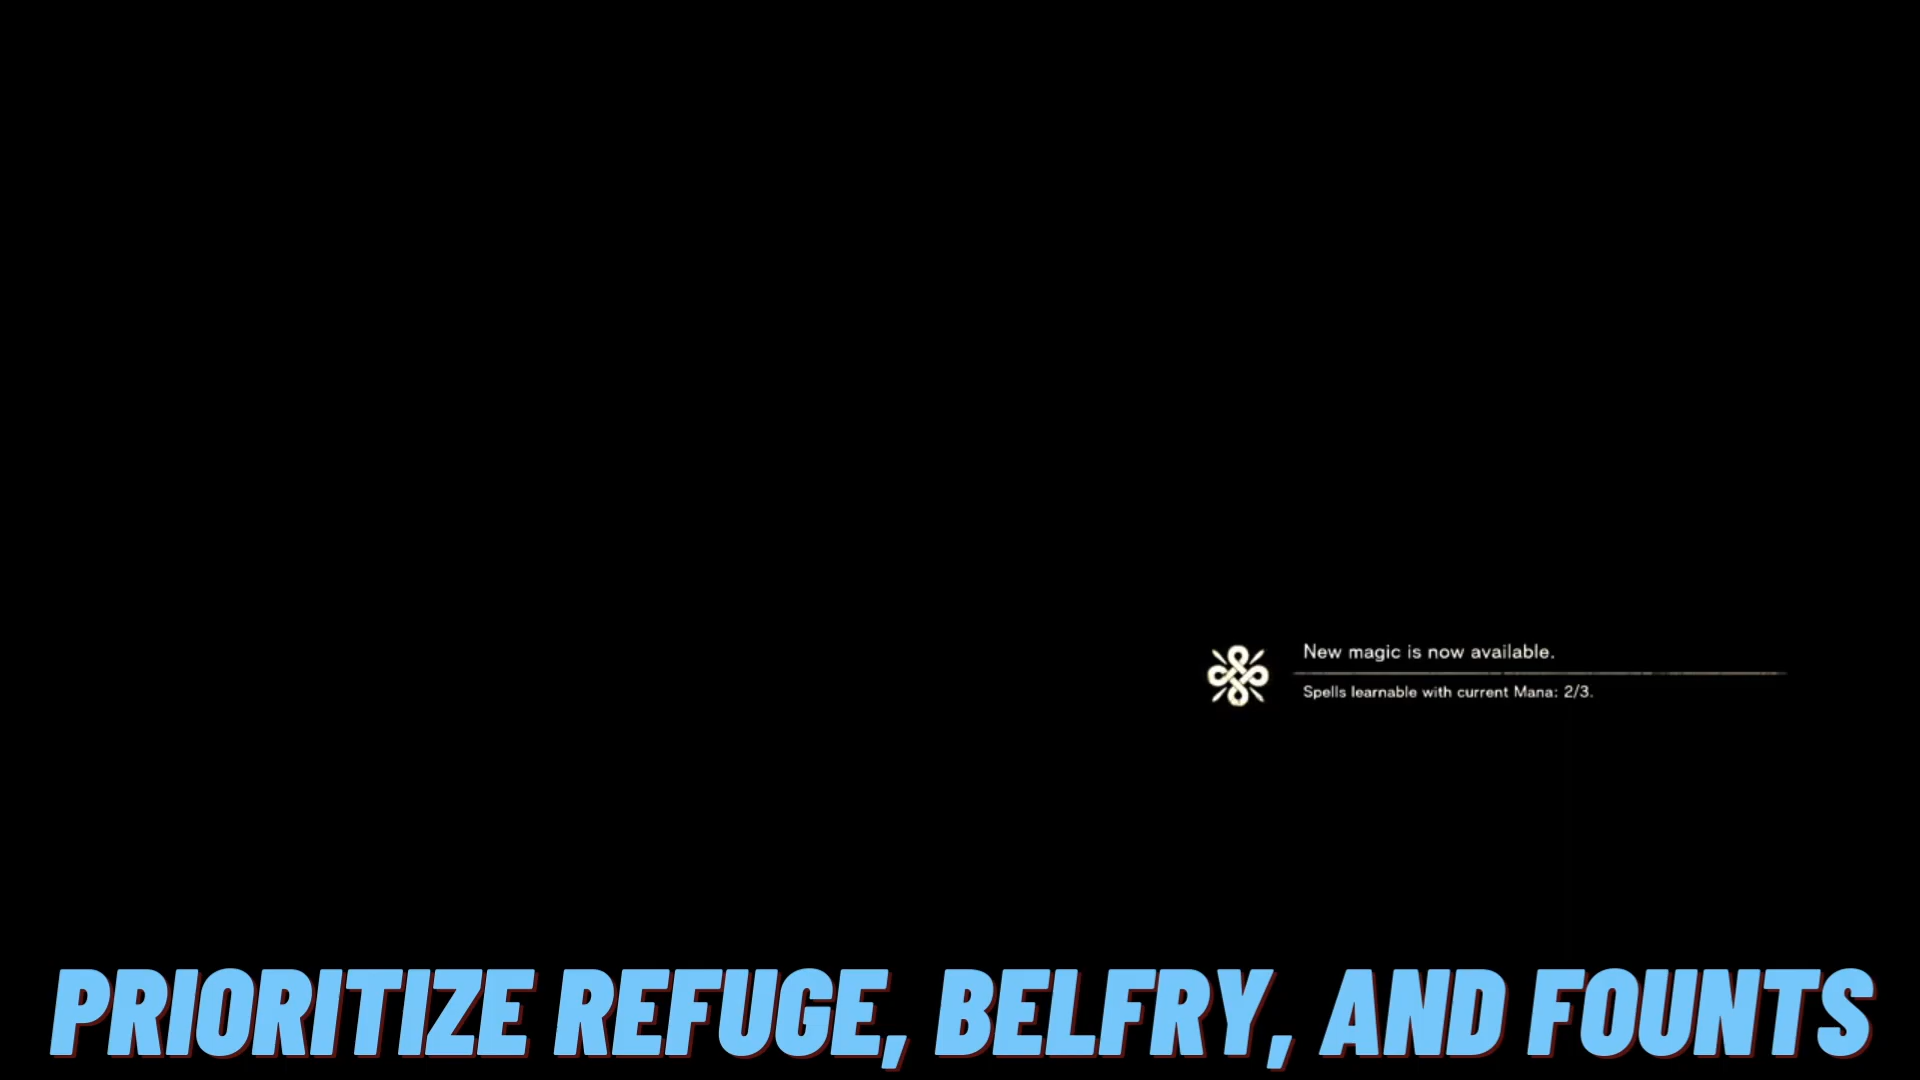 New magic is now available.
Spells learnable with current Mana: 2/3.
PRIORITIZE REFUGE, BELFRY, AND FOUNTS